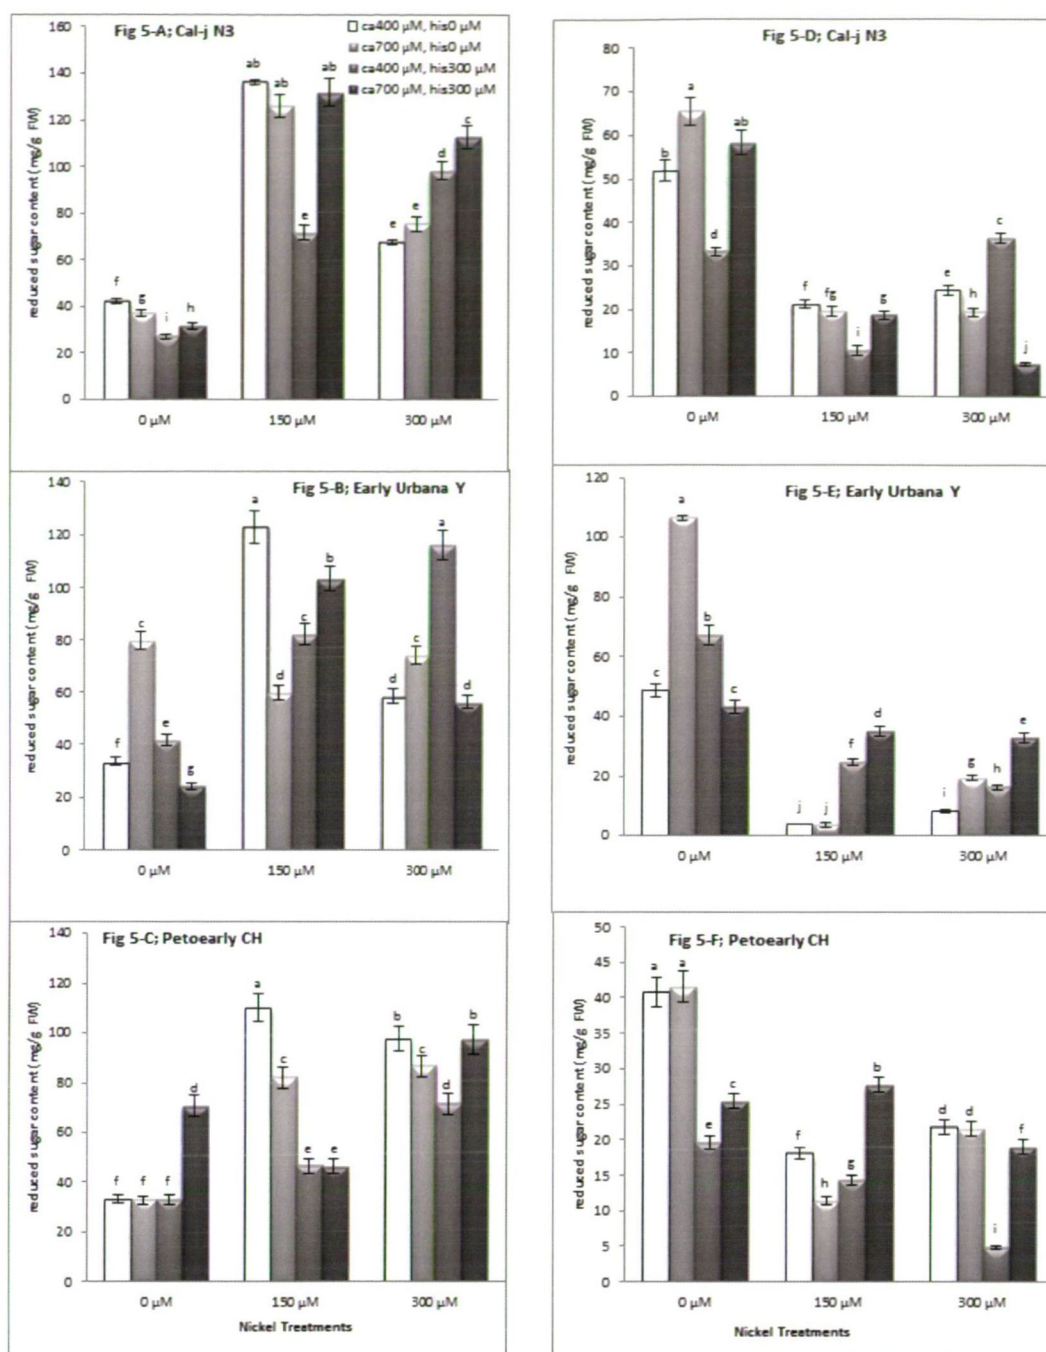 Fig 5-A; Cal-j N3
ca400 µM, his0 µM
ca700 µM, his0 µM
ca400 µM, his300 µM
ca700 µM, his300 µM
reduced sugar content (mg/g FW)
160
140
120
100
80
60
40
20
0
ab ab ab
e
e e d c
f g i h
0 µM 150 µM 300 µM
Fig 5-D; Cal-j N3
reduced sugar content (mg/g FW)
80
70
60
50
40
30
20
10
0
b a d ab
f fg i g
e h c j
0 µM 150 µM 300 µM
Fig 5-B; Early Urbana Y
reduced sugar content (mg/g FW)
140
120
100
80
60
40
20
0
f c e g
a d c b
d c a d
0 µM 150 µM 300 µM
Fig 5-E; Early Urbana Y
reduced sugar content (mg/g FW)
120
100
80
60
40
20
0
c a b c
j j f d
i g h e
0 µM 150 µM 300 µM
Fig 5-C; Petoearly CH
reduced sugar content (mg/g FW)
140
120
100
80
60
40
20
0
f f f d
a c e e
b c d b
0 µM 150 µM 300 µM
Nickel Treatments
Fig 5-F; Petoearly CH
reduced sugar content (mg/g FW)
50
45
40
35
30
25
20
15
10
5
0
a a e c
f h g b
d d i f
0 µM 150 µM 300 µM
Nickel Treatments